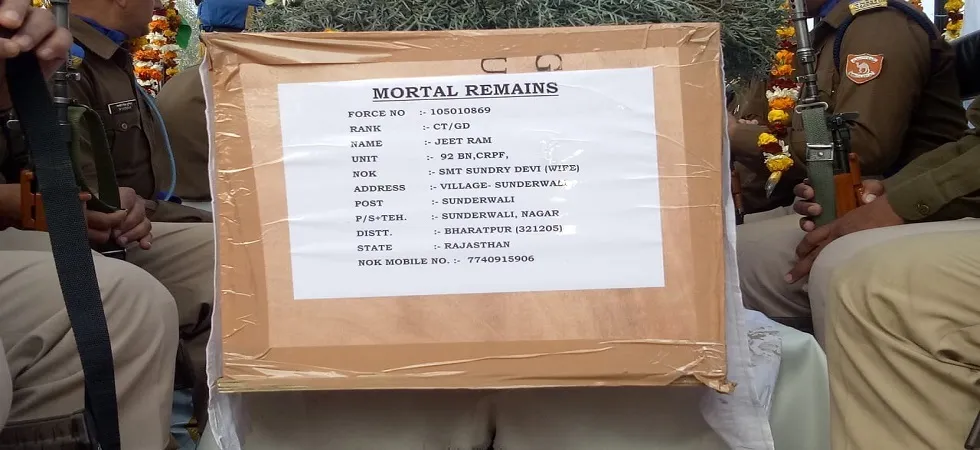 G
U
MORTAL REMAINS
FORCE NO :- 105010869
RANK :- CT/GD
NAME :- JEET RAM
UNIT :- 92 BN,CRPF,
NOK :- SMT SUNDRY DEVI (WIFE)
ADDRESS :- VILLAGE- SUNDERWALI
POST :- SUNDERWALI
P/S+TEH. :- SUNDERWALI, NAGAR
DISTT. :- BHARATPUR (321205)
STATE :- RAJASTHAN
NOK MOBILE NO. :- 7740915906